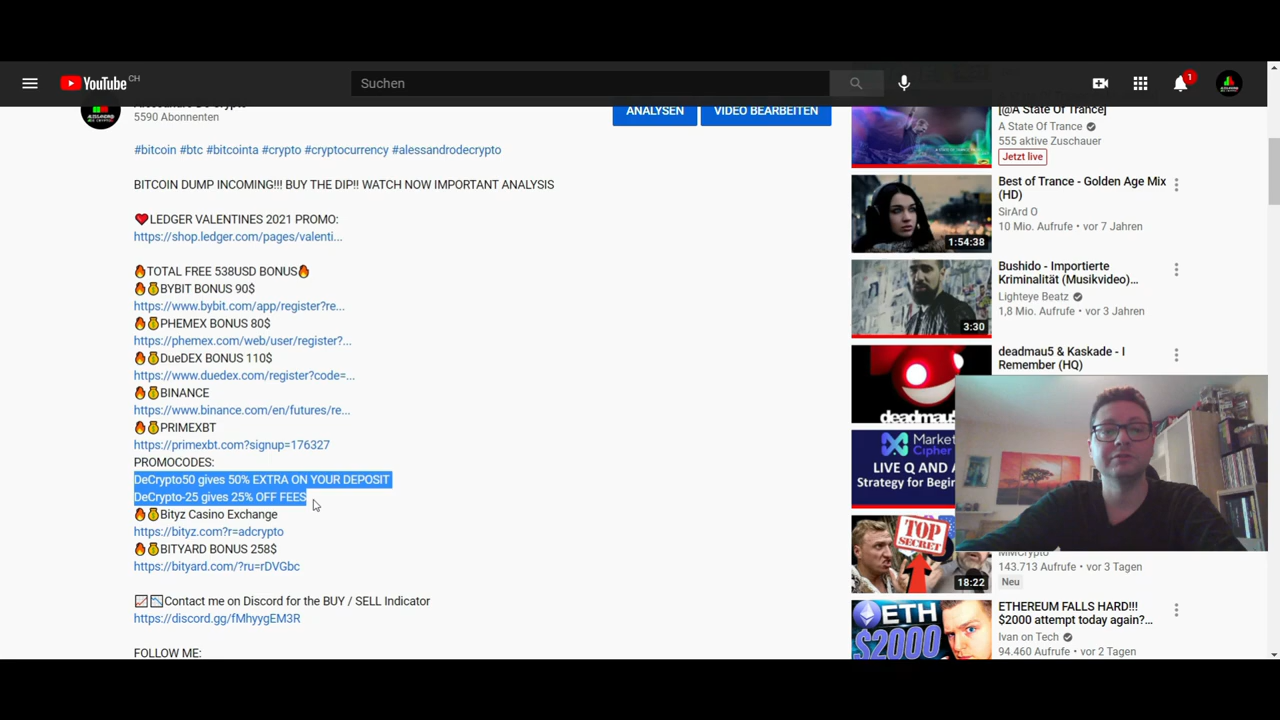 YouTube CH
Suchen
1
5590 Abonnenten
ANALYSEN
VIDEO BEARBEITEN
#bitcoin #btc #bitcointa #crypto #cryptocurrency #alessandrodecrypto
BITCOIN DUMP INCOMING!!! BUY THE DIP!! WATCH NOW IMPORTANT ANALYSIS
❤️LEDGER VALENTINES 2021 PROMO:
https://shop.ledger.com/pages/valenti...
🔥TOTAL FREE 538USD BONUS🔥
🔥💰BYBIT BONUS 90$
https://www.bybit.com/app/register?re...
🔥💰PHEMEX BONUS 80$
https://phemex.com/web/user/register?...
🔥💰DueDEX BONUS 110$
https://www.duedex.com/register?code=...
🔥💰BINANCE
https://www.binance.com/en/futures/re...
🔥💰PRIMEXBT
https://primexbt.com?signup=176327
PROMOCODES:
DeCrypto50 gives 50% EXTRA ON YOUR DEPOSIT
DeCrypto-25 gives 25% OFF FEES
🔥💰Bityz Casino Exchange
https://bityz.com?r=adcrypto
🔥💰BITYARD BONUS 258$
https://bityard.com/?ru=rDVGbc
📈📉Contact me on Discord for the BUY / SELL Indicator
https://discord.gg/fMhyygEM3R
FOLLOW ME:
[@A State Of Trance]
A State Of Trance
555 aktive Zuschauer
Jetzt live
Best of Trance - Golden Age Mix
(HD)
SirArd O
10 Mio. Aufrufe • vor 7 Jahren
1:54:38
Bushido - Importierte
Kriminalität (Musikvideo)...
Lighteye Beatz
1,8 Mio. Aufrufe • vor 3 Jahren
3:30
deadmau5 & Kaskade - I
Remember (HQ)
deadmau5
Market
Cipher
LIVE Q AND A
Strategy for Begin
TOP
SECRET
18:22
MMCrypto
143.713 Aufrufe • vor 3 Tagen
Neu
ETH
$2000
ETHEREUM FALLS HARD!!!
$2000 attempt today again?...
Ivan on Tech
94.460 Aufrufe • vor 2 Tagen